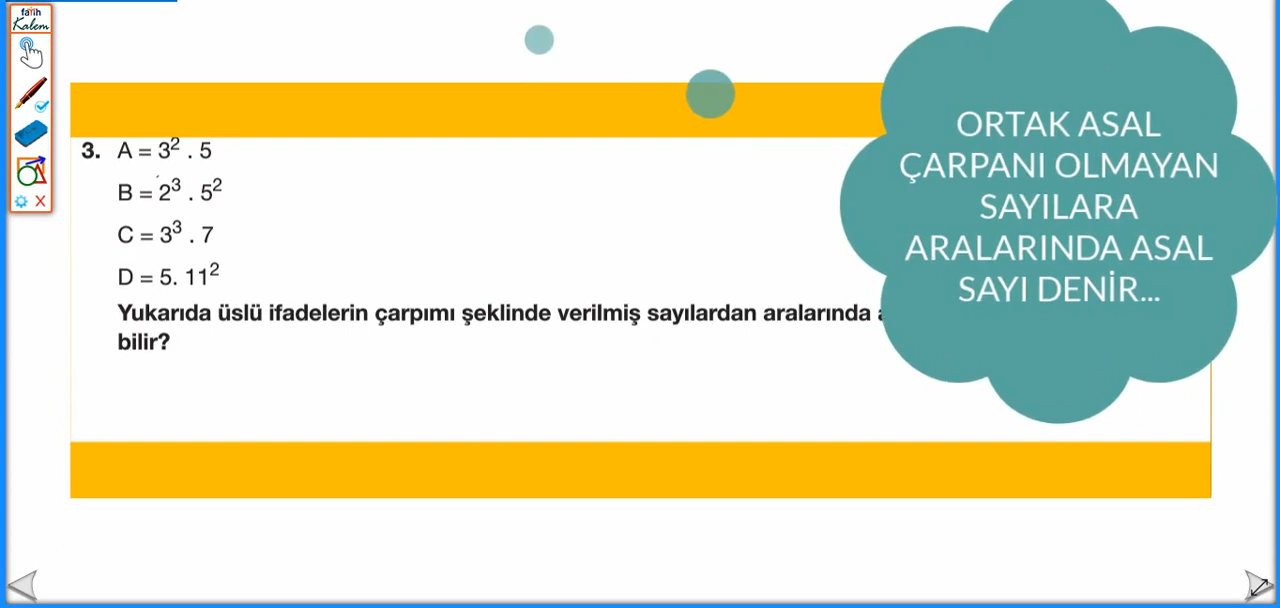 fatih
Kalem
3. A = 3² . 5
B = 2³ . 5²
C = 3³ . 7
D = 5. 11²
Yukarıda üslü ifadelerin çarpımı şeklinde verilmiş sayılardan aralarında
bilir?
ORTAK ASAL
ÇARPANI OLMAYAN
SAYILARA
ARALARINDA ASAL
SAYI DENİR...